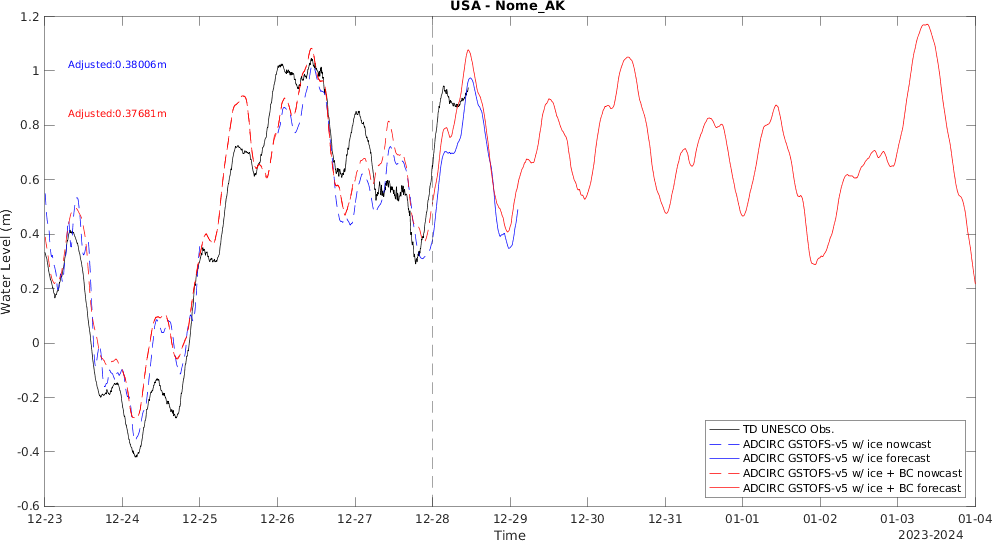 USA - Nome_AK
Adjusted:0.38006m
Adjusted:0.37681m
Water Level (m)
1.2
1
0.8
0.6
0.4
0.2
0
-0.2
-0.4
-0.6
TD UNESCO Obs.
ADCIRC GSTOFS-v5 w/ ice nowcast
ADCIRC GSTOFS-v5 w/ ice forecast
ADCIRC GSTOFS-v5 w/ ice + BC nowcast
ADCIRC GSTOFS-v5 w/ ice + BC forecast
12-23 12-24 12-25 12-26 12-27 12-28 12-29 12-30 12-31 01-01 01-02 01-03 01-04
Time
2023-2024